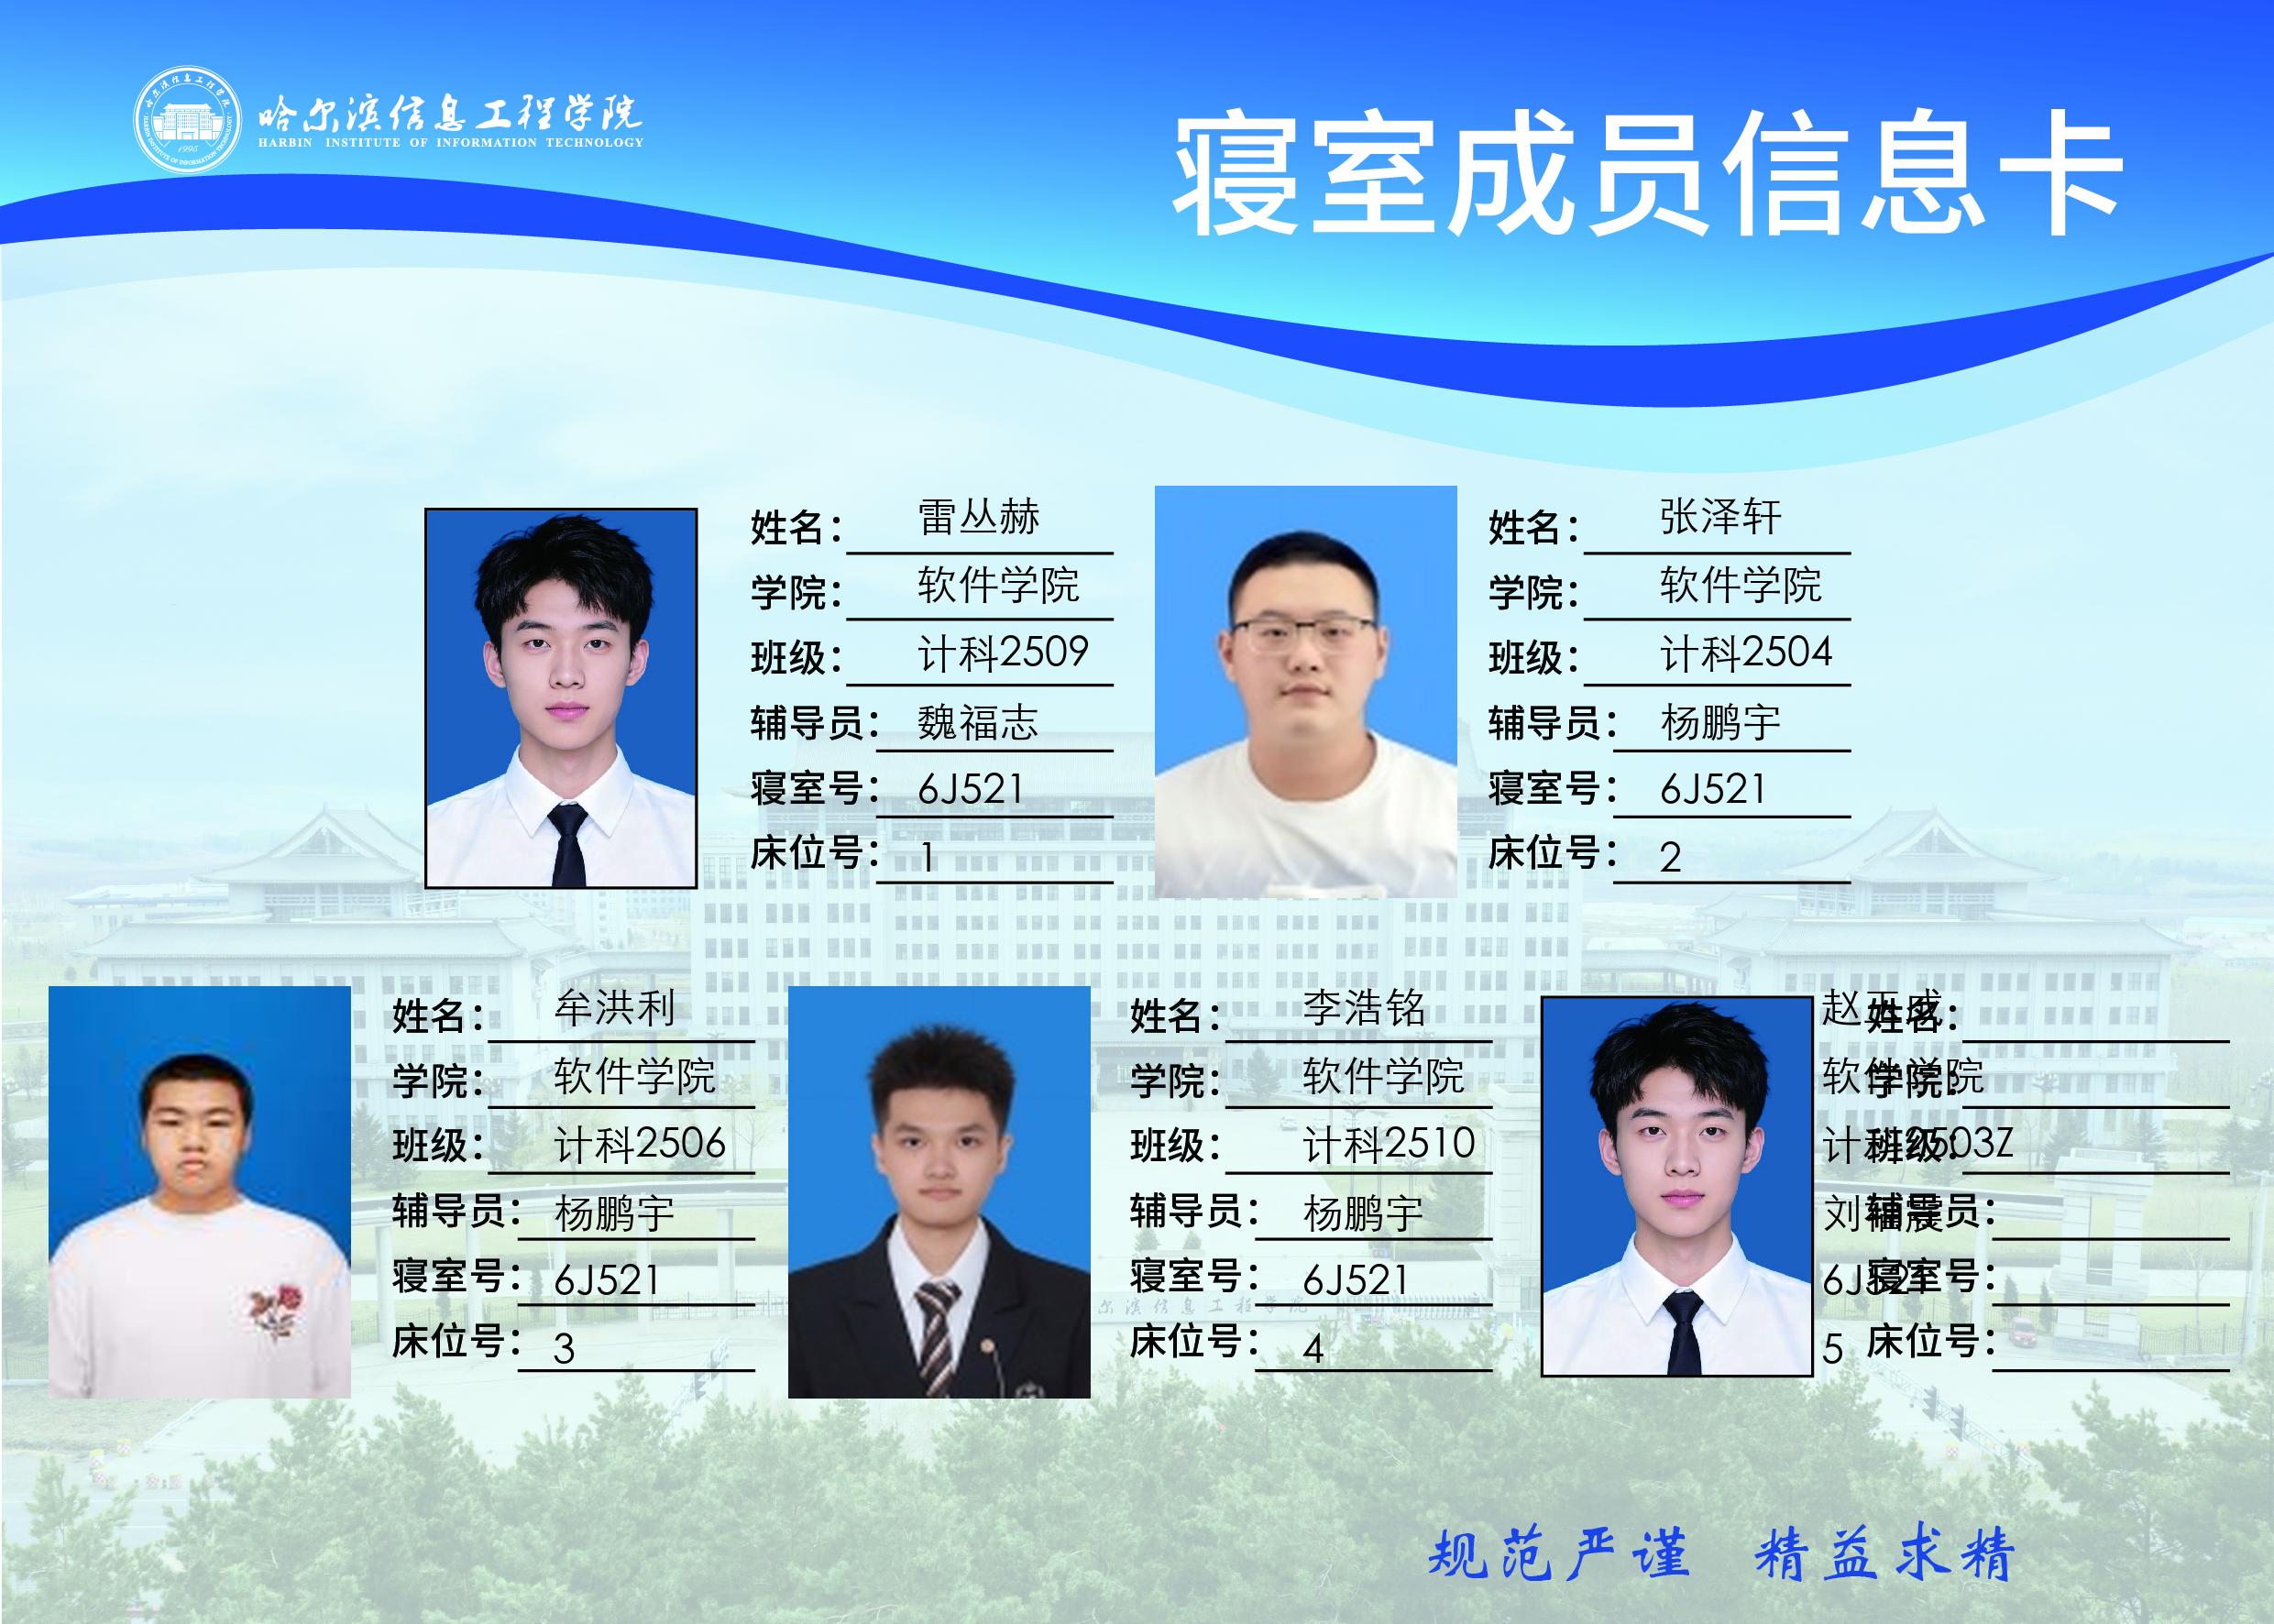 哈尔滨信息工程学院
HARBIN INSTITUTE OF INFORMATION TECHNOLOGY
1995
寝室成员信息卡
姓名: 雷丛赫
学院: 软件学院
班级: 计科2509
辅导员: 魏福志
寝室号: 6J521
床位号: 1
姓名: 张泽轩
学院: 软件学院
班级: 计科2504
辅导员: 杨鹏宇
寝室号: 6J521
床位号: 2
姓名: 牟洪利
学院: 软件学院
班级: 计科2506
辅导员: 杨鹏宇
寝室号: 6J521
床位号: 3
姓名: 李浩铭
学院: 软件学院
班级: 计科2510
辅导员: 杨鹏宇
寝室号: 6J521
床位号: 4
姓名: 赵
学院: 软件学院
班级: 计科2503Z
辅导员: 刘
寝室号: 6J521
床位号: 5
规范严谨 精益求精